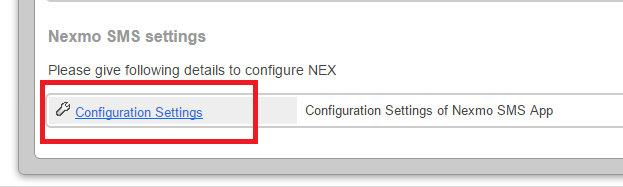 Nexmo SMS settings
Please give following details to configure NEX
Configuration Settings Configuration Settings of Nexmo SMS App